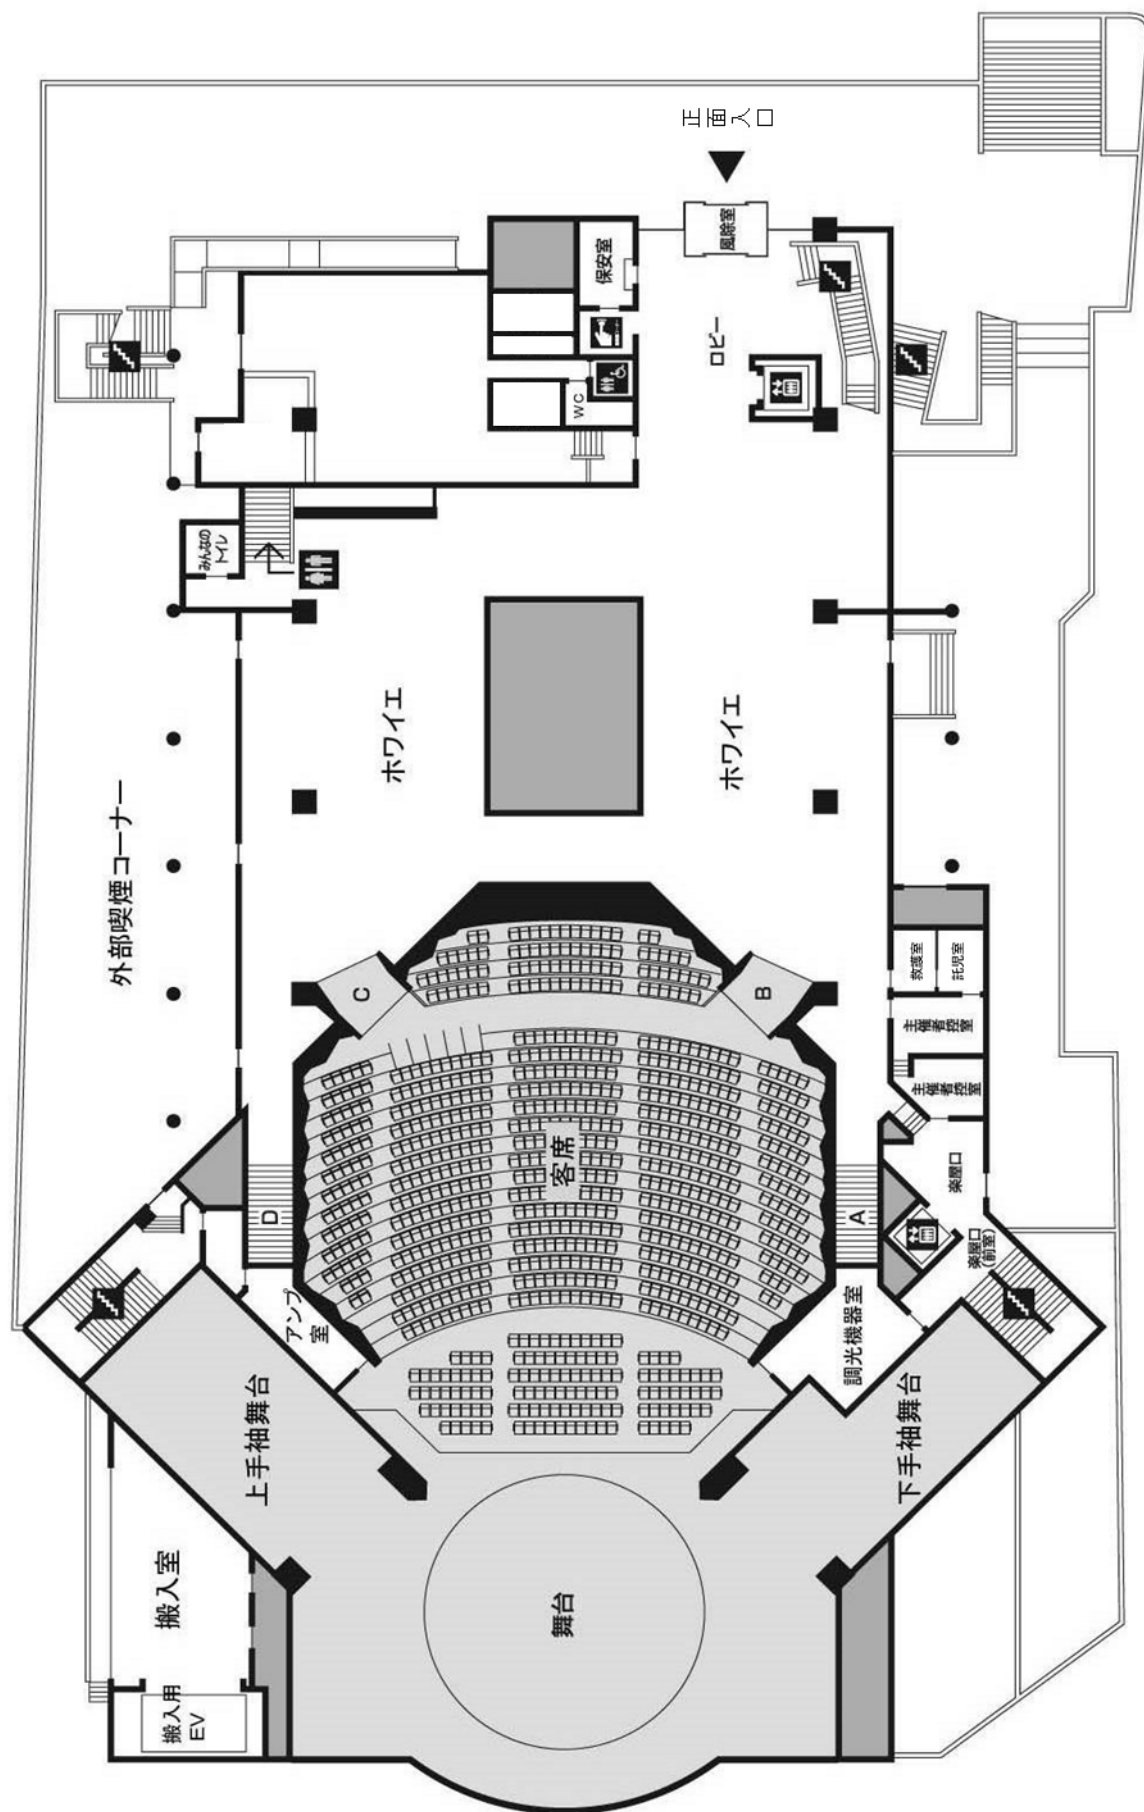 正面入口
風除室
保安室
ロビー
WC
みんなの
トイレ
ホワイエ
ホワイエ
外部喫煙コーナー
C
B
救護室
託児室
主催者控室
主催者控室
客席
D
A
楽屋口
楽屋口
(前室)
アンプ
室
調光機器室
上手袖舞台
下手袖舞台
搬入室
舞台
搬入用
EV